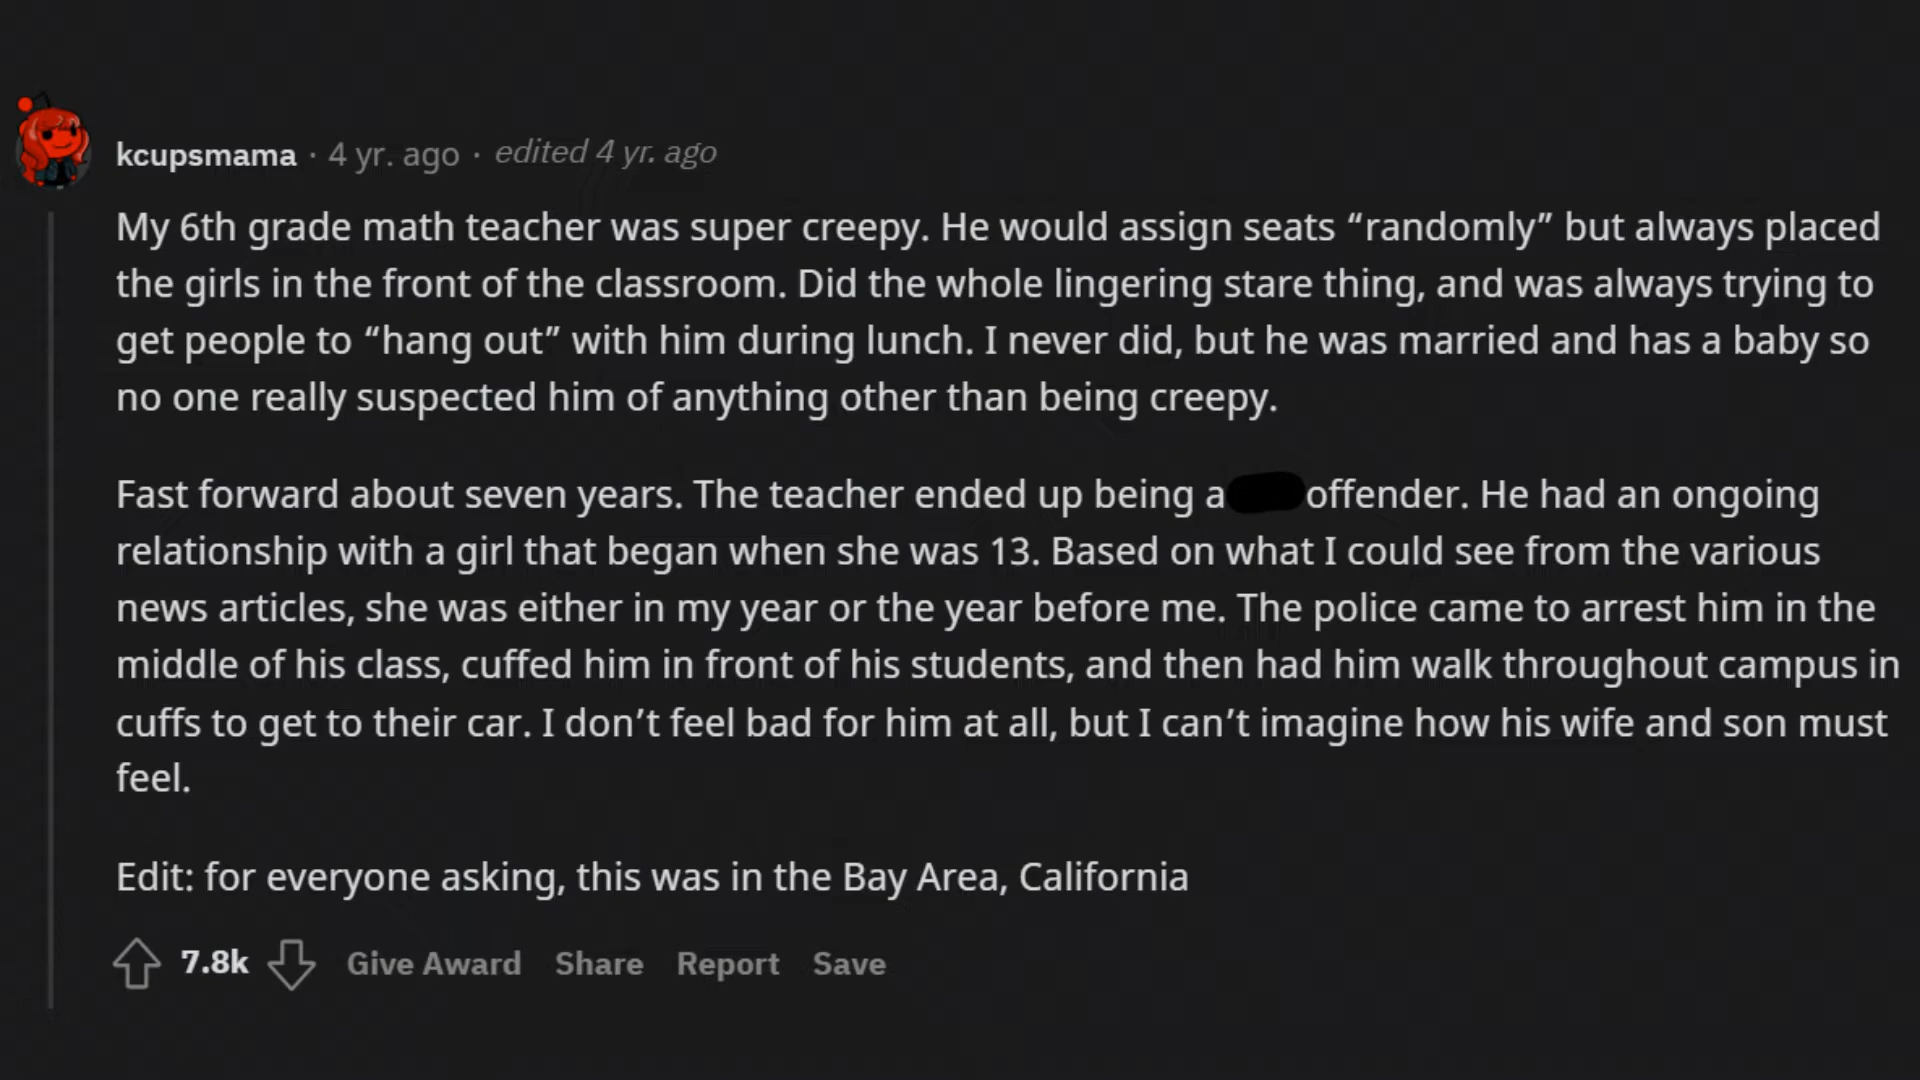 kcupsmama · 4 yr. ago · edited 4 yr. ago
My 6th grade math teacher was super creepy. He would assign seats “randomly” but always placed
the girls in the front of the classroom. Did the whole lingering stare thing, and was always trying to
get people to “hang out” with him during lunch. I never did, but he was married and has a baby so
no one really suspected him of anything other than being creepy.
Fast forward about seven years. The teacher ended up being a offender. He had an ongoing
relationship with a girl that began when she was 13. Based on what I could see from the various
news articles, she was either in my year or the year before me. The police came to arrest him in the
middle of his class, cuffed him in front of his students, and then had him walk throughout campus in
cuffs to get to their car. I don’t feel bad for him at all, but I can’t imagine how his wife and son must
feel.
Edit: for everyone asking, this was in the Bay Area, California
7.8k Give Award Share Report Save